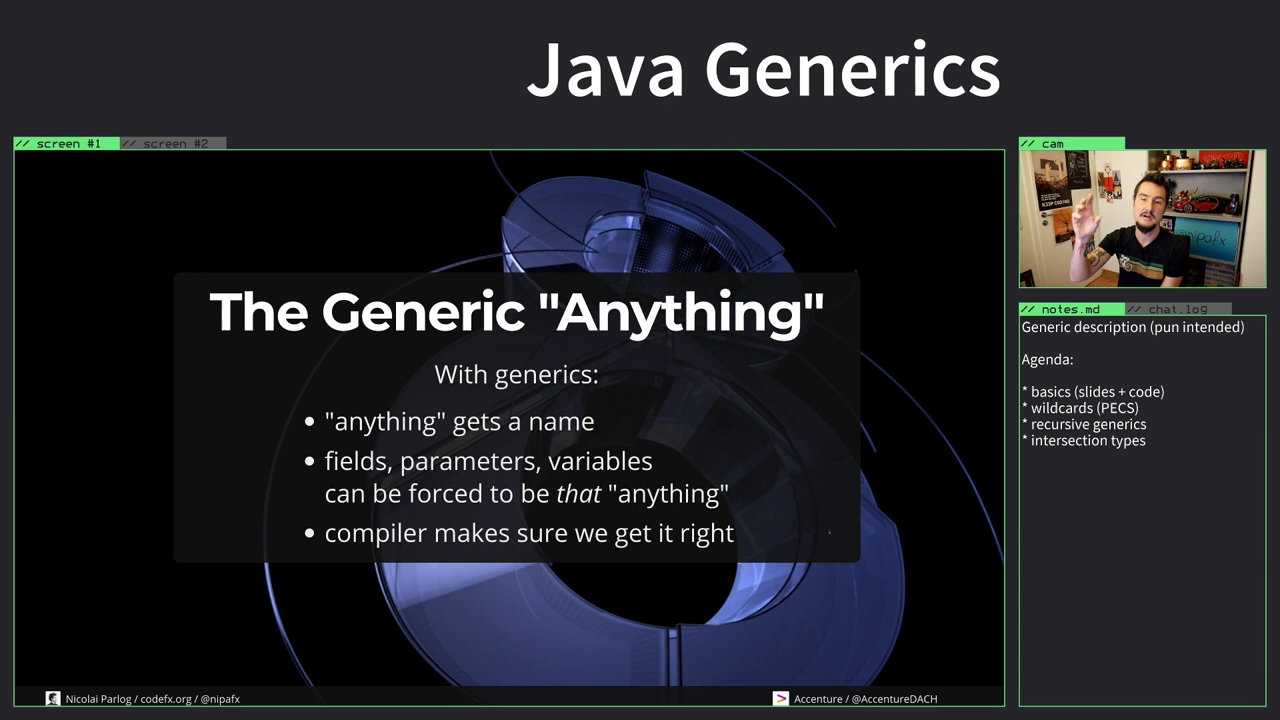 Java Generics
// screen #1
// screen #2
The Generic "Anything"
With generics:
• "anything" gets a name
• fields, parameters, variables
can be forced to be that "anything"
• compiler makes sure we get it right
Nicolai Parlog / codefx.org / @nipafx
Accenture / @AccentureDACH
// cam
KEEP CODING
@nipafx
// notes.md
// chat.log
Generic description (pun intended)
Agenda:
* basics (slides + code)
* wildcards (PECS)
* recursive generics
* intersection types